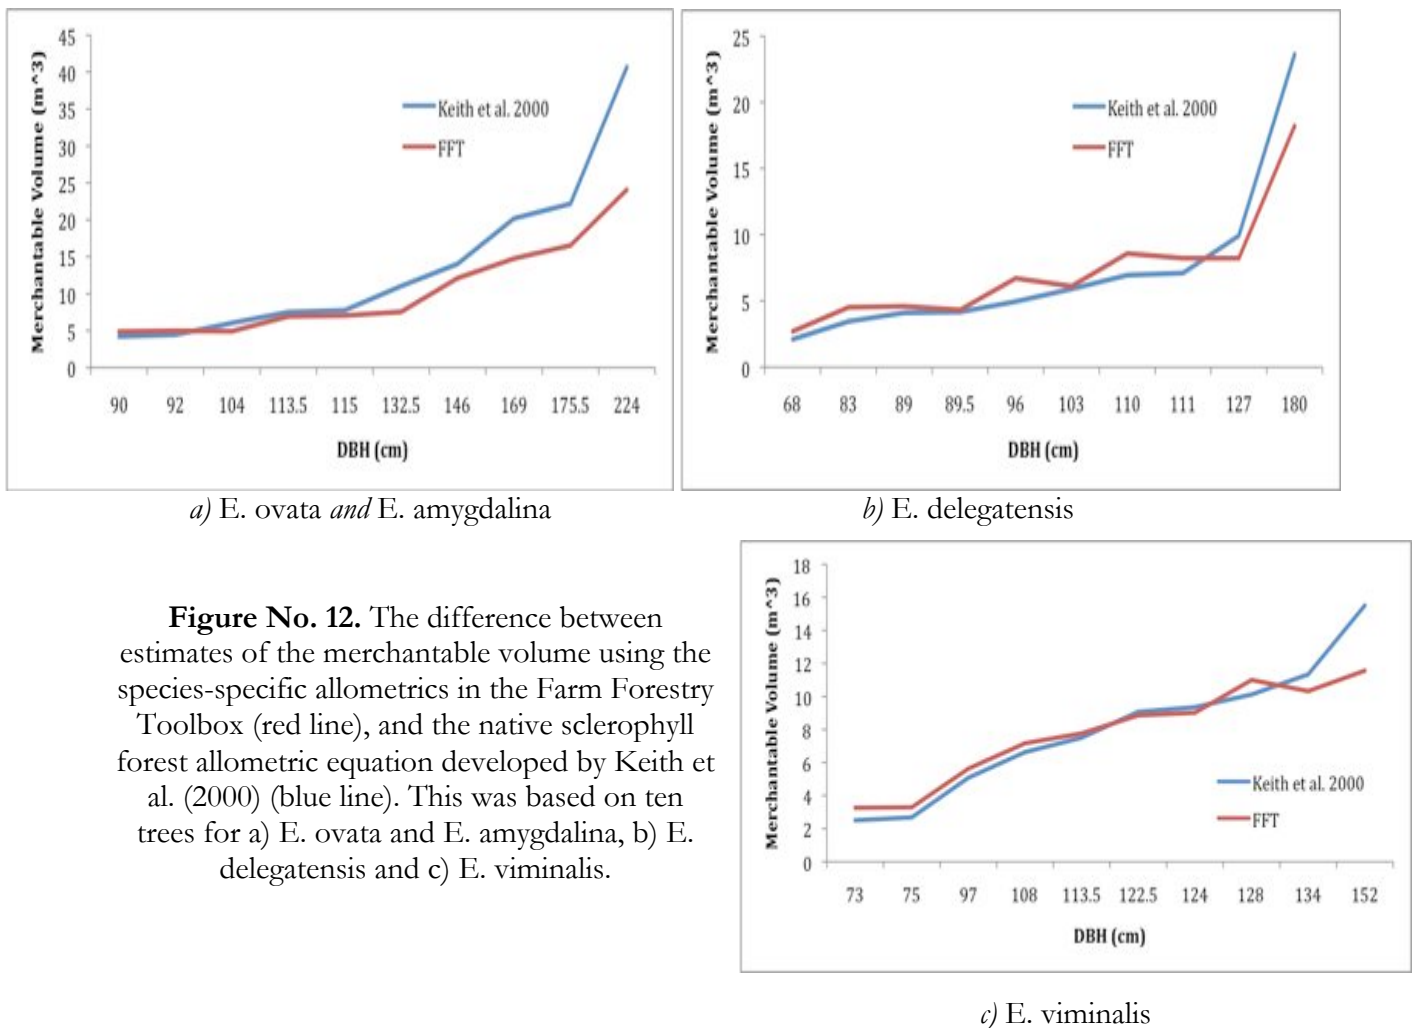 Merchantable Volume (m^3)
45
40
35
30
25
20
15
10
5
0
Keith et al. 2000
FFT
90 92 104 113.5 115 132.5 146 169 175.5 224
DBH (cm)
a) E. ovata and E. amygdalina
Merchantable Volume (m^3)
25
20
15
10
5
0
Keith et al. 2000
FFT
68 83 89 89.5 96 103 110 111 127 180
DBH (cm)
b) E. delegatensis
Figure No. 12. The difference between
estimates of the merchantable volume using the
species-specific allometrics in the Farm Forestry
Toolbox (red line), and the native sclerophyll
forest allometric equation developed by Keith et
al. (2000) (blue line). This was based on ten
trees for a) E. ovata and E. amygdalina, b) E.
delegatensis and c) E. viminalis.
Merchantable Volume (m^3)
18
16
14
12
10
8
6
4
2
0
Keith et al. 2000
FFT
73 75 97 108 113.5 122.5 124 128 134 152
DBH (cm)
c) E. viminalis